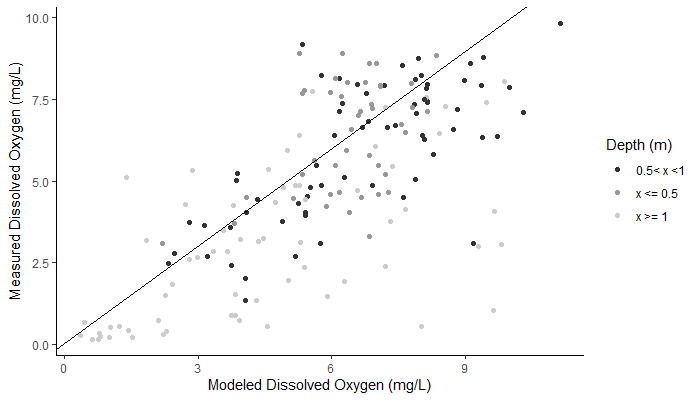 10.0
7.5
5.0
2.5
0.0
Measured Dissolved Oxygen (mg/L)
0
3
6
9
Modeled Dissolved Oxygen (mg/L)
Depth (m)
0.5< x <1
x <= 0.5
x >= 1